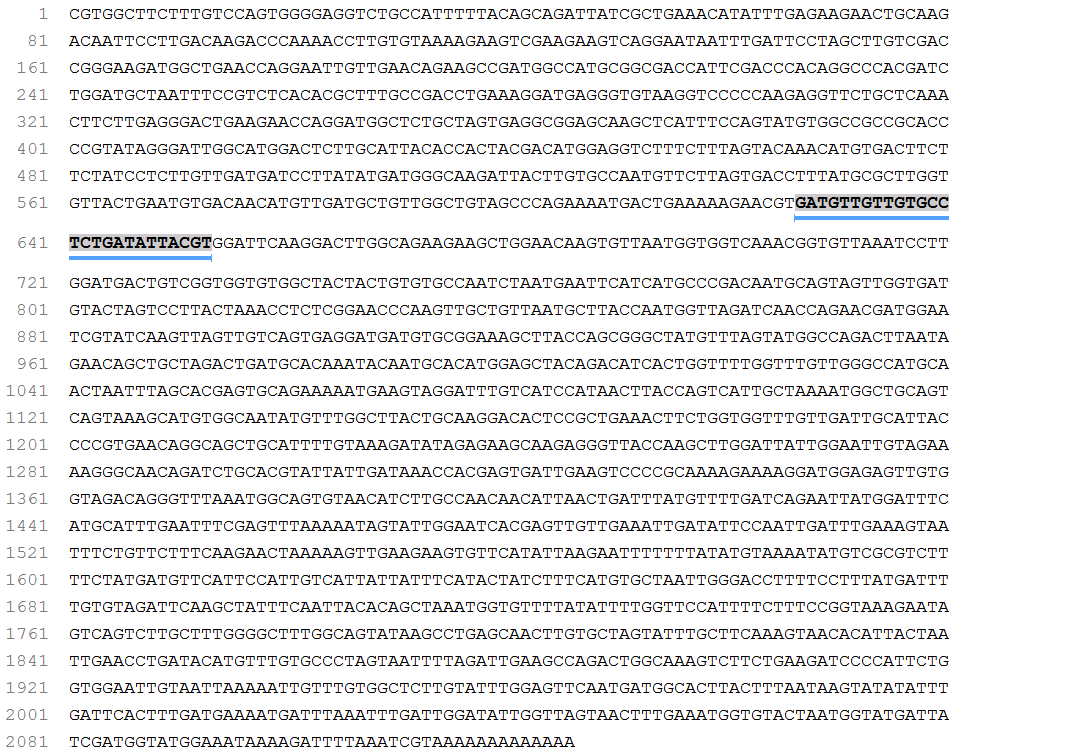 1 CGTGGCTTCTTTGTCCAGTGGGGAGGTCTGCCATTTTTACAGCAGATTATCGCTGAAACATATTTGAGAAGAACTGCAAG
81 ACAATTCCTTGACAAGACCCAAAACCTTGTGTAAAAGAAGTCGAAGAAGTCAGGAATAATTTGATTCCTAGCTTGTCGAC
161 CGGGAAGATGGCTGAACCAGGAATTGTTGAACAGAAGCCGATGGCCATGCGGCGACCATTCGACCCACAGGCCCACGATC
241 TGGATGCTAATTTCCGTCTCACACGCTTTGCCGACCTGAAAGGATGAGGGTGTAAGGTCCCCCAAGAGGTTCTGCTCAAA
321 CTTCTTGAGGGACTGAAGAACCAGGATGGCTCTGCTAGTGAGGCGGAGCAAGCTCATTTCCAGTATGTGGCCGCCGCACC
401 CCGTATAGGGATTGGCATGGACTCTTGCATTACACCACTACGACATGGAGGTCTTTCTTTAGTACAAACATGTGACTTCT
481 TCTATCCTCTTGTTGATGATCCTTATATGATGGGCAAGATTACTTGTGCCAATGTTCTTAGTGACCTTTATGCGCTTGGT
561 GTTACTGAATGTGACAACATGTTGATGCTGTTGGCTGTAGCCCAGAAAATGACTGAAAAAGAACGTGATGTTGTTGTGCC
641 TCTGATATTACGTGGATTCAAGGACTTGGCAGAAGAAGCTGGAACAAGTGTTAATGGTGGTCAAACGGTGTTAAATCCTT
721 GGATGACTGTCGGTGGTGTGGCTACTACTGTGTGCCAATCTAATGAATTCATCATGCCCGACAATGCAGTAGTTGGTGAT
801 GTACTAGTCCTTACTAAACCTCTCGGAACCCAAGTTGCTGTTAATGCTTACCAATGGTTAGATCAACCAGAACGATGGAA
881 TCGTATCAAGTTAGTTGTCAGTGAGGATGATGTGCGGAAAGCTTACCAGCGGGCTATGTTTAGTATGGCCAGACTTAATA
961 GAACAGCTGCTAGACTGATGCACAAATACAATGCACATGGAGCTACAGACATCACTGGTTTTGGTTTGTTGGGCCATGCA
1041 ACTAATTTAGCACGAGTGCAGAAAAATGAAGTAGGATTTGTCATCCATAACTTACCAGTCATTGCTAAAATGGCTGCAGT
1121 CAGTAAAGCATGTGGCAATATGTTTGGCTTACTGCAAGGACACTCCGCTGAAACTTCTGGTGGTTTGTTGATTGCATTAC
1201 CCCGTGAACAGGCAGCTGCATTTTGTAAAGATATAGAGAAGCAAGAGGGTTACCAAGCTTGGATTATTGGAATTGTAGAA
1281 AAGGGCAACAGATCTGCACGTATTATTGATAAACCACGAGTGATTGAAGTCCCCGCAAAAGAAAAGGATGGAGAGTTGTG
1361 GTAGACAGGGTTTAAATGGCAGTGTAACATCTTGCCAACAACATTAACTGATTTATGTTTTGATCAGAATTATGGATTTC
1441 ATGCATTTGAATTTCGAGTTTAAAAATAGTATTGGAATCACGAGTTGTTGAAATTGATATTCCAATTGATTTGAAAGTAA
1521 TTTCTGTTCTTTCAAGAACTAAAAAGTTGAAGAAGTGTTCATATTAAGAATTTTTTTATATGTAAAATATGTCGCGTCTT
1601 TTCTATGATGTTCATTCCATTGTCATTATTATTTCATACTATCTTTCATGTGCTAATTGGGACCTTTTCCTTTATGATTT
1681 TGTGTAGATTCAAGCTATTTCAATTACACAGCTAAATGGTGTTTTATATTTTGGTTCCATTTTCTTTCCGGTAAAGAATA
1761 GTCAGTCTTGCTTTGGGGCTTTGGCAGTATAAGCCTGAGCAACTTGTGCTAGTATTTGCTTCAAAGTAACACATTACTAA
1841 TTGAACCTGATACATGTTTGTGCCCTAGTAATTTTAGATTGAAGCCAGACTGGCAAAGTCTTCTGAAGATCCCCATTCTG
1921 GTGGAATTGTAATTAAAAATTGTTTGTGGCTCTTGTATTTGGAGTTCAATGATGGCACTTACTTTAATAAGTATATATTT
2001 GATTCACTTTGATGAAAATGATTTAAATTTGATTGGATATTGGTTAGTAACTTTGAAATGGTGTACTAATGGTATGATTA
2081 TCGATGGTATGGAAATAAAAGATTTTAAATCGTAAAAAAAAAAAAA